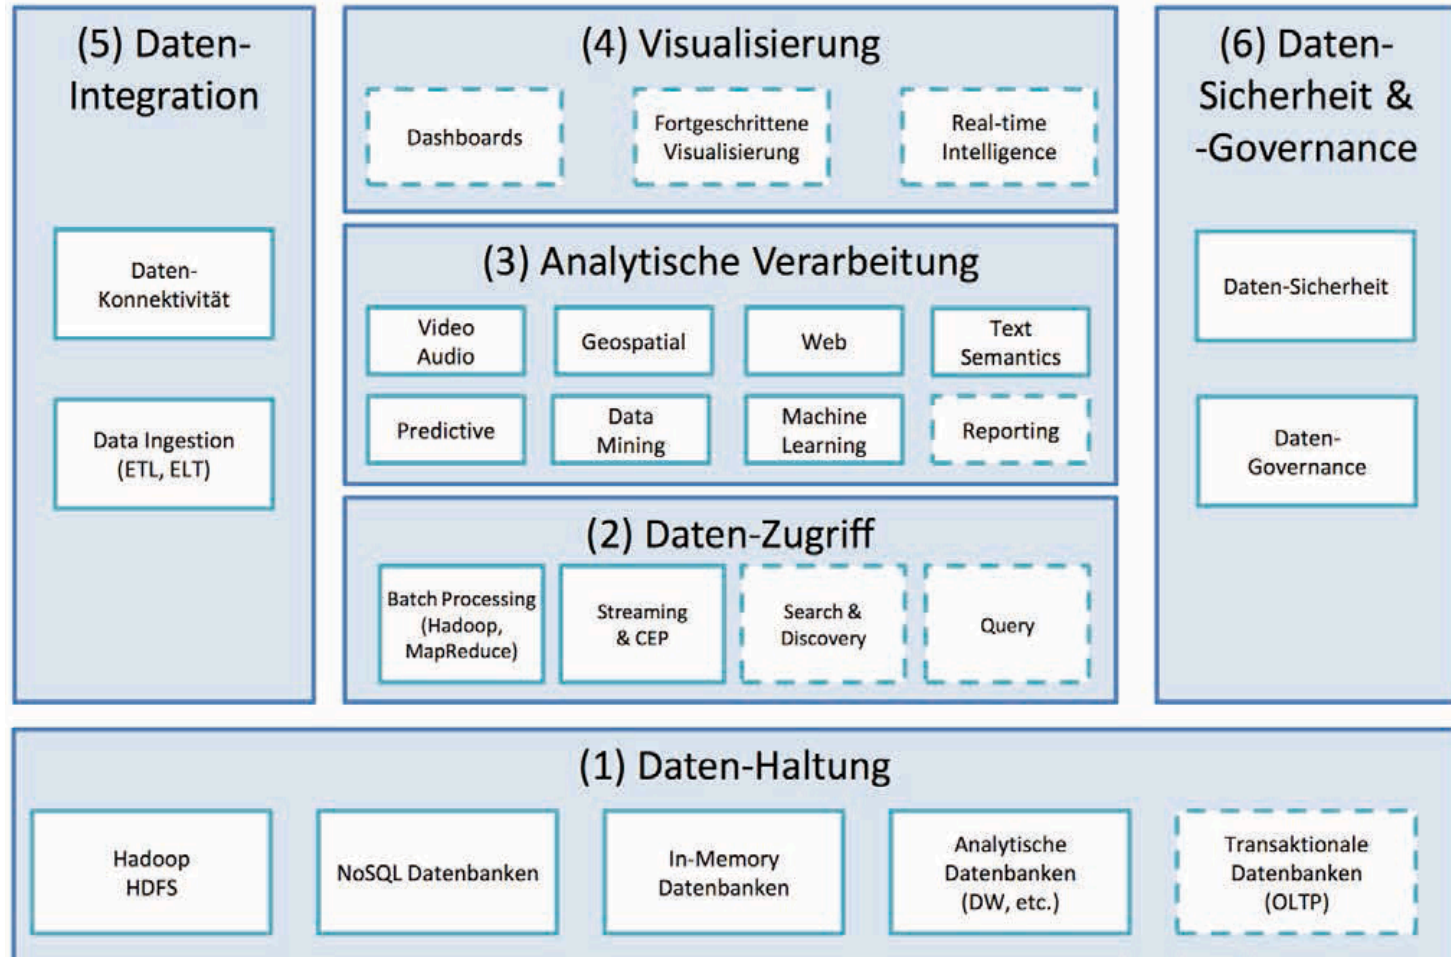 (5) Daten-
Integration
Daten-
Konnektivität
Data Ingestion
(ETL, ELT)
(4) Visualisierung
Dashboards
Fortgeschrittene
Visualisierung
Real-time
Intelligence
(3) Analytische Verarbeitung
Video
Audio
Geospatial
Web
Text
Semantics
Predictive
Data
Mining
Machine
Learning
Reporting
(2) Daten-Zugriff
Batch Processing
(Hadoop,
MapReduce)
Streaming
& CEP
Search &
Discovery
Query
(6) Daten-
Sicherheit &
-Governance
Daten-Sicherheit
Daten-
Governance
(1) Daten-Haltung
Hadoop
HDFS
NoSQL Datenbanken
In-Memory
Datenbanken
Analytische
Datenbanken
(DW, etc.)
Transaktionale
Datenbanken
(OLTP)